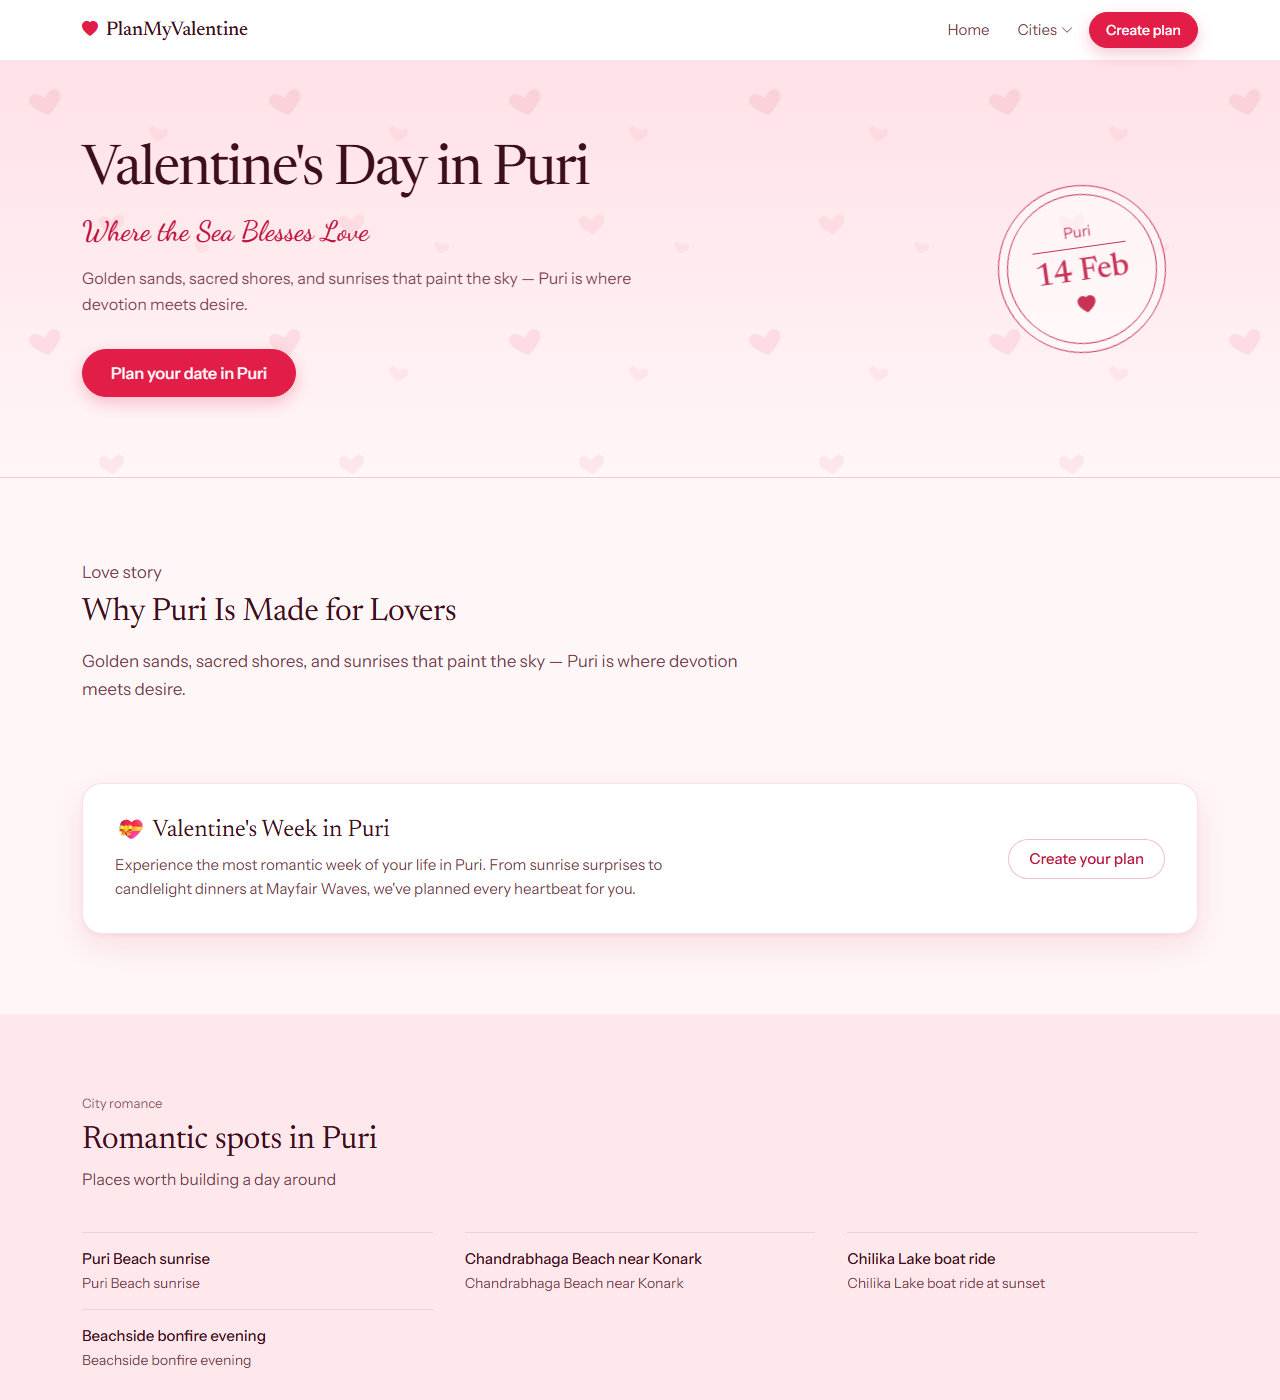 PlanMyValentine
Home
Cities
Create plan
Valentine's Day in Puri
Where the Sea Blesses Love
Golden sands, sacred shores, and sunrises that paint the sky — Puri is where
devotion meets desire.
Plan your date in Puri
Puri
14 Feb
Love story
Why Puri Is Made for Lovers
Golden sands, sacred shores, and sunrises that paint the sky — Puri is where devotion
meets desire.
💝 Valentine's Week in Puri
Experience the most romantic week of your life in Puri. From sunrise surprises to
candlelight dinners at Mayfair Waves, we've planned every heartbeat for you.
Create your plan
City romance
Romantic spots in Puri
Places worth building a day around
Puri Beach sunrise
Puri Beach sunrise
Chandrabhaga Beach near Konark
Chandrabhaga Beach near Konark
Chilika Lake boat ride
Chilika Lake boat ride at sunset
Beachside bonfire evening
Beachside bonfire evening